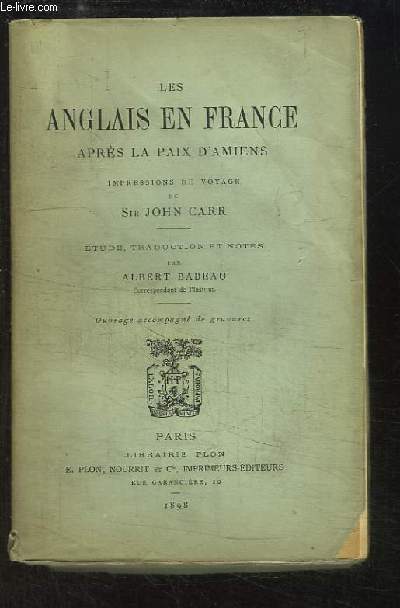 LES
ANGLAIS EN FRANCE
APRÈS LA PAIX D'AMIENS
IMPRESSIONS DE VOYAGE
DE
SIR JOHN CARR
ÉTUDE, TRADUCTION ET NOTES
PAR
ALBERT BABEAU
Correspondant de l'Institut
Ouvrage accompagné de gravures
PARIS
LIBRAIRIE PLON
E. PLON, NOURRIT & Cie, IMPRIMEURS-ÉDITEURS
RUE GARANCIÈRE, 10
1898
www.le-livre.com